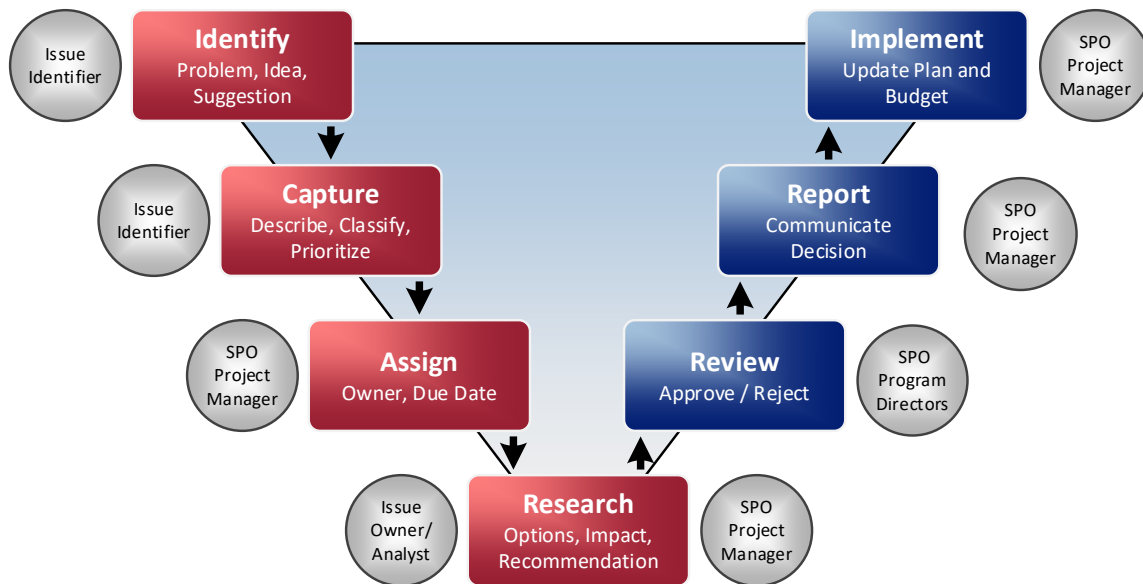 Issue
Identifier
Identify
Problem, Idea,
Suggestion
Implement
Update Plan and
Budget
SPO
Project
Manager
Issue
Identifier
Capture
Describe, Classify,
Prioritize
Report
Communicate
Decision
SPO
Project
Manager
SPO
Project
Manager
Assign
Owner, Due Date
Review
Approve / Reject
SPO
Program
Directors
Issue
Owner/
Analyst
Research
Options, Impact,
Recommendation
SPO
Project
Manager